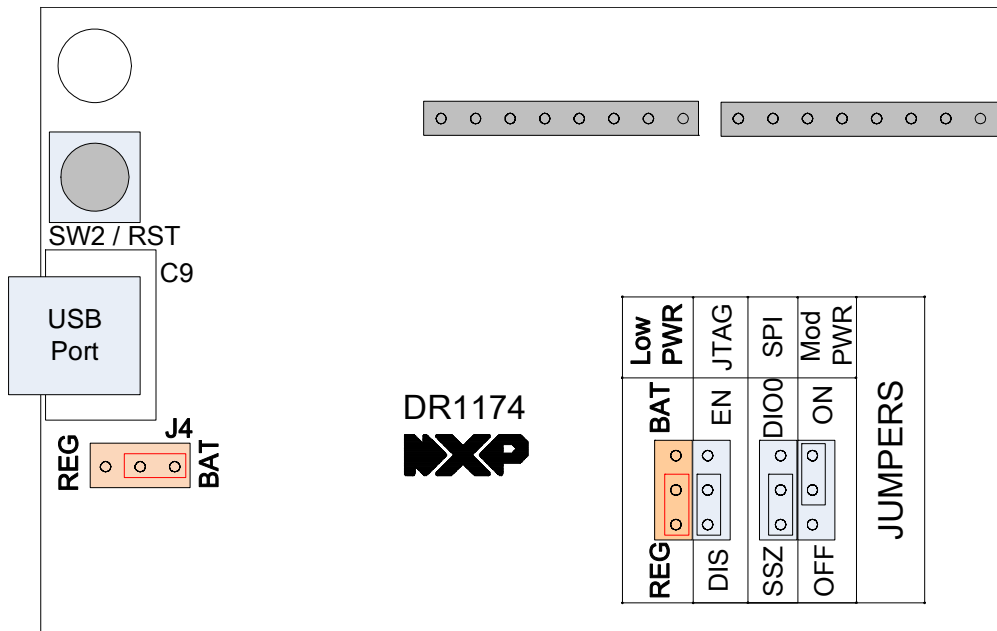 SW2 / RST
C9
USB
Port
J4
REG
BAT
DR1174
NXP
Low
PWR
JTAG
SPI
Mod
PWR
BAT
EN
DIO0
ON
REG
DIS
SSZ
OFF
JUMPERS